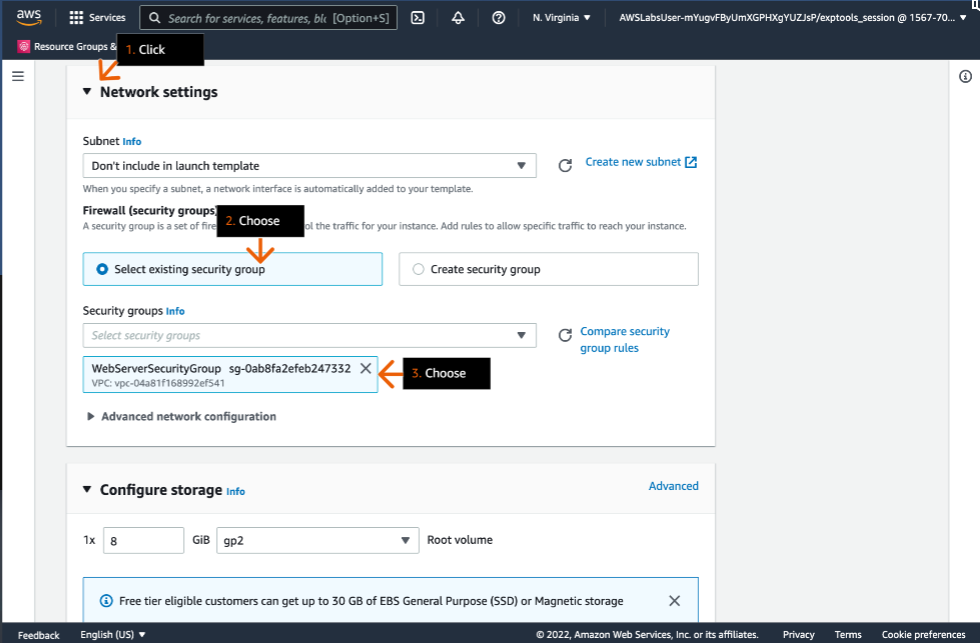 aws
Services
Search for services, features, bl [Option+S]
N. Virginia ▼
AWSLabsUser-mYugvFByUmXGPHXgYUZJsP/exptools_session @ 1567-70... ▼
Resource Groups &
1. Click
▼ Network settings
Subnet Info
Don't include in launch template
Create new subnet
When you specify a subnet, a network interface is automatically added to your template.
Firewall (security groups)
2. Choose
A security group is a set of fire
ol the traffic for your instance. Add rules to allow specific traffic to reach your instance.
Select existing security group
Create security group
Security groups Info
Select security groups
Compare security
group rules
WebServerSecurityGroup sg-0ab8fa2efeb247332
VPC: vpc-04a81f168992ef541
3. Choose
Advanced network configuration
▼ Configure storage Info
Advanced
1x 8 GiB gp2 Root volume
Free tier eligible customers can get up to 30 GB of EBS General Purpose (SSD) or Magnetic storage
Feedback English (US) ▼ © 2022, Amazon Web Services, Inc. or its affiliates. Privacy Terms Cookie preferences